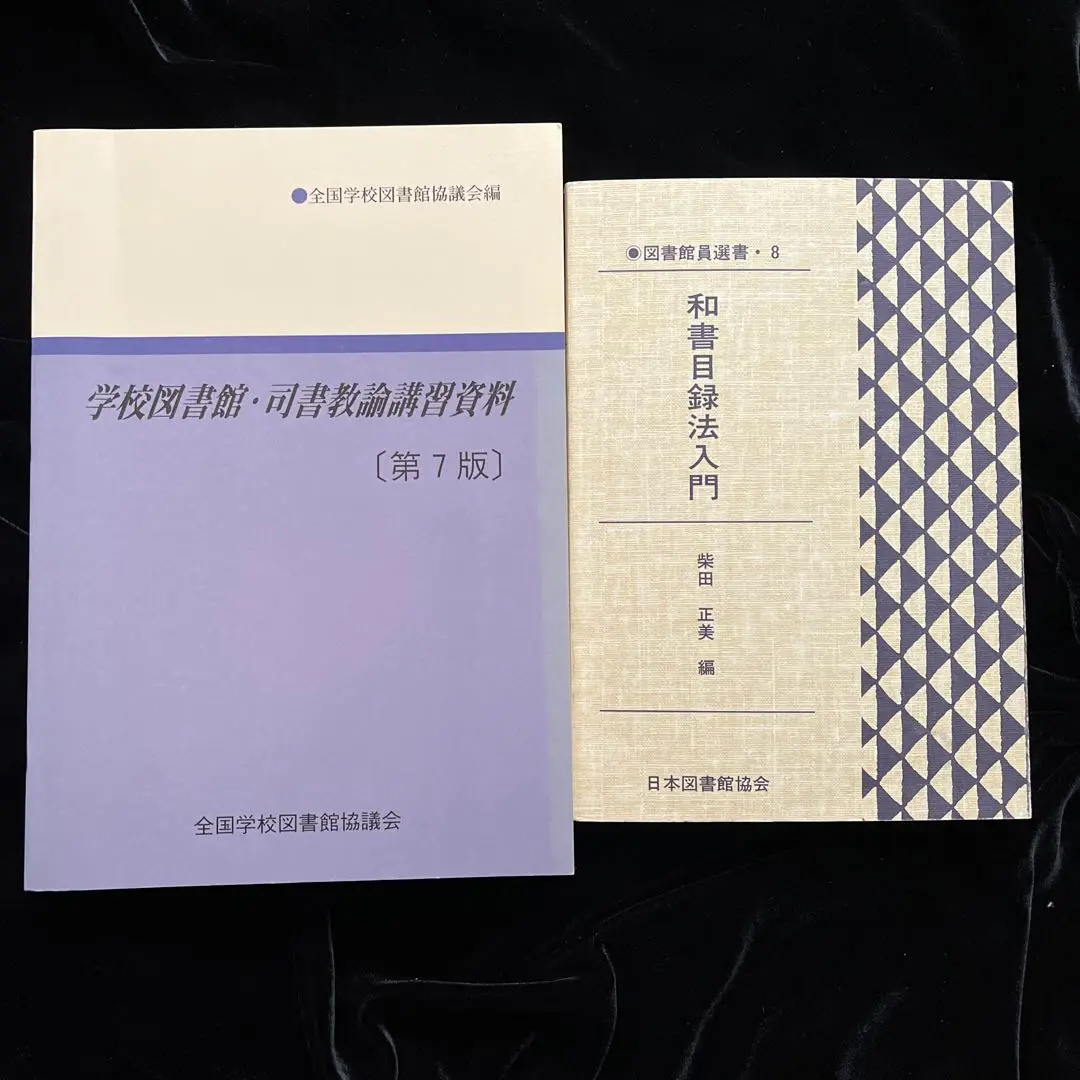 ●全国学校図書館協議会編
学校図書館・司書教諭講習資料
〔第7版〕
全国学校図書館協議会
◉図書館員選書・8
和書目録法入門
柴田 正美 編
日本図書館協会